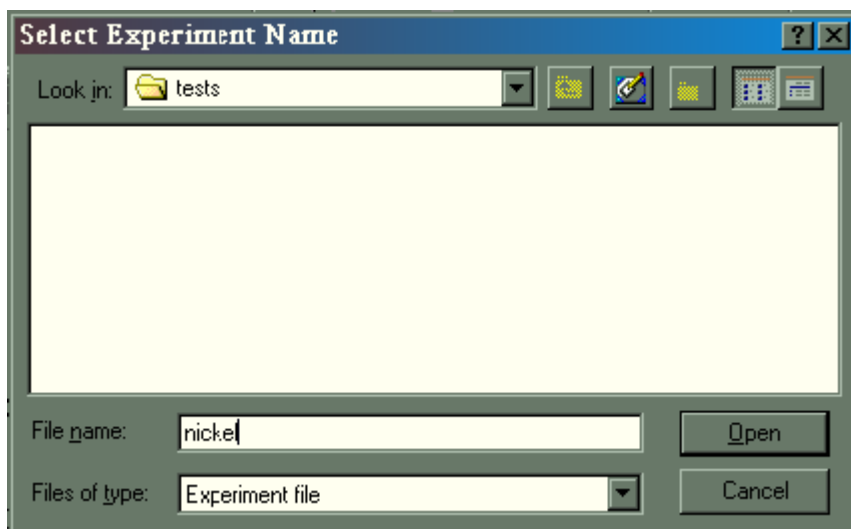 Select Experiment Name
Look in: tests
File name: nickel Open
Files of type: Experiment file Cancel